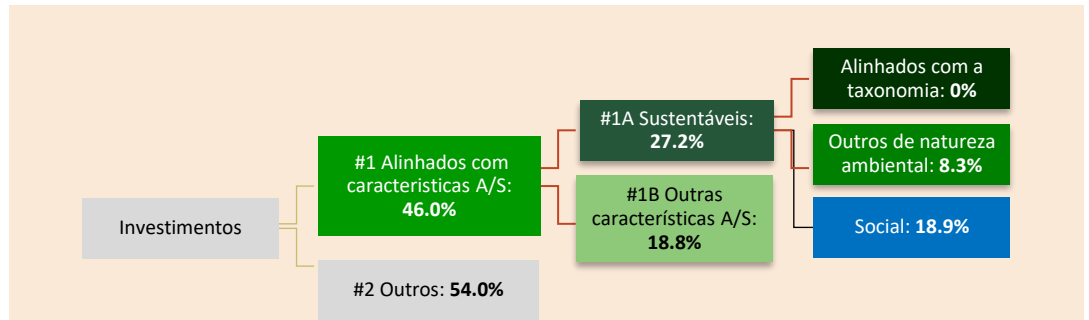 Investimentos
#1 Alinhados com
caracteristicas A/S:
46.0%
#2 Outros: 54.0%
#1A Sustentáveis:
27.2%
#1B Outras
característífas A/S:
18.8%
Alinhados com a
taxonomia: 0%
Outros de natureza
ambiental: 8.3%
Social: 18.9%